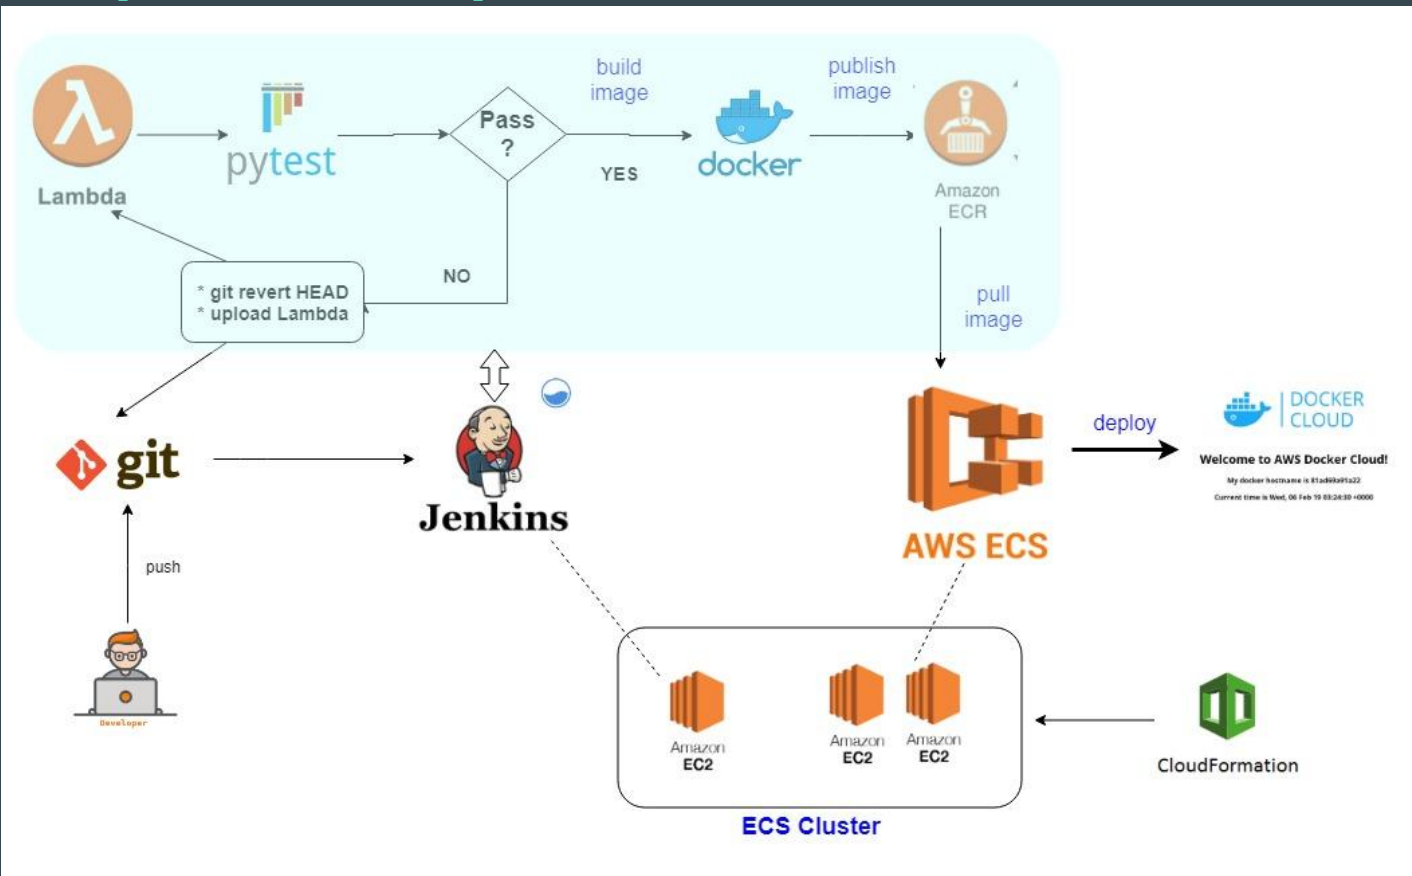 build
image
publish
image
Pass
?
pytest
docker
YES
Lambda
Amazon
ECR
NO
* git revert HEAD
* upload Lambda
pull
image
DOCKER
CLOUD
deploy
git
Welcome to AWS Docker Cloud!
Jenkins
AWS ECS
push
Developer
Amazon
EC2
Amazon
EC2
Amazon
EC2
CloudFormation
ECS Cluster